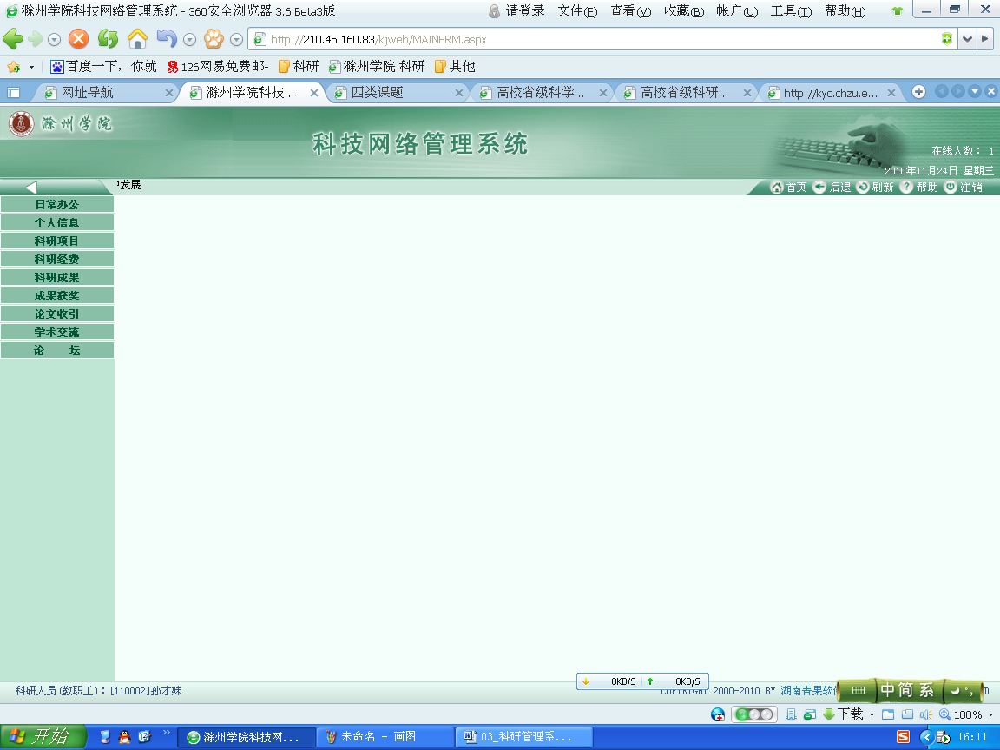 滁州学院科技网络管理系统 - 360安全浏览器 3.6 Beta3版 请登录 文件(F) 查看(V) 收藏(B) 帐户(U) 工具(T) 帮助(H)
http://210.45.160.83/kjweb/MAINFRM.aspx
百度一下，你就 126网易免费邮- 科研 滁州学院 科研 其他
网址导航 滁州学院科技... 四类课题 高校省级科学... 高校省级科研... http://kyc.chzu.e...
滁州学院
科技网络管理系统
在线人数： 1
2010年11月24日 星期三
发展 首页 后退 刷新 帮助 注销
日常办公
个人信息
科研项目
科研经费
科研成果
成果获奖
论文收引
学术交流
论 坛
0KB/S 0KB/S
科研人员(教职工)：[110002]孙才妹 COPYRIGHT 2000-2010 BY 湖南青果软件 D
中 简 系
下载 100%
开始 滁州学院科技网... 未命名 - 画图 03_科研管理系... 16:11